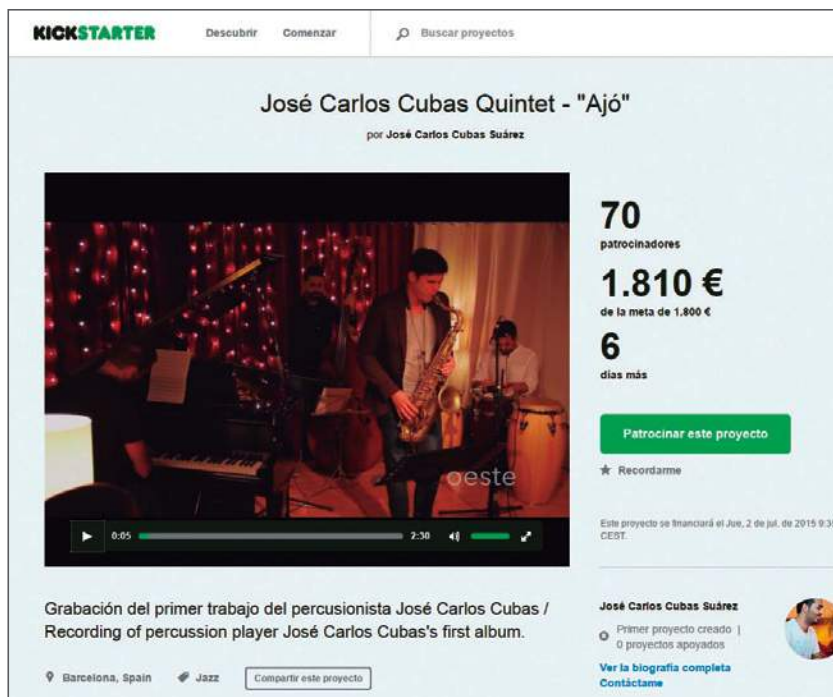 KICKSTARTER Descubrir Comenzar Buscar proyectos
José Carlos Cubas Quintet - "Ajó"
por José Carlos Cubas Suárez
oeste
0:05 2:30
70
patrocinadores
1.810 €
de la meta de 1.800 €
6
días más
Patrocinar este proyecto
Recordarme
Este proyecto se financiará el Jue, 2 de jul. de 2015
CEST.
Grabación del primer trabajo del percusionista José Carlos Cubas /
Recording of percussion player José Carlos Cubas's first album.
Barcelona, Spain Jazz Compartir este proyecto
José Carlos Cubas Suárez
Primer proyecto creado |
0 proyectos apoyados
Ver la biografía completa
Contáctame